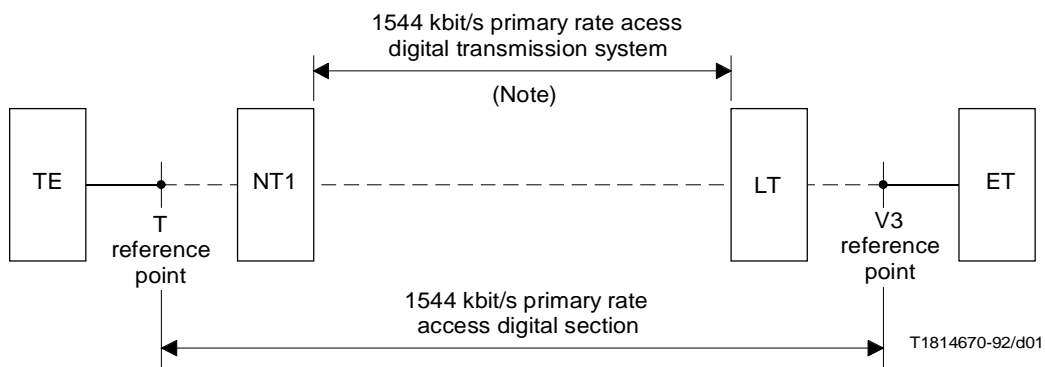 1544 kbit/s primary rate acess
digital transmission system
(Note)
TE
NT1
LT
ET
T
reference
point
V3
reference
point
1544 kbit/s primary rate
access digital section
T1814670-92/d01